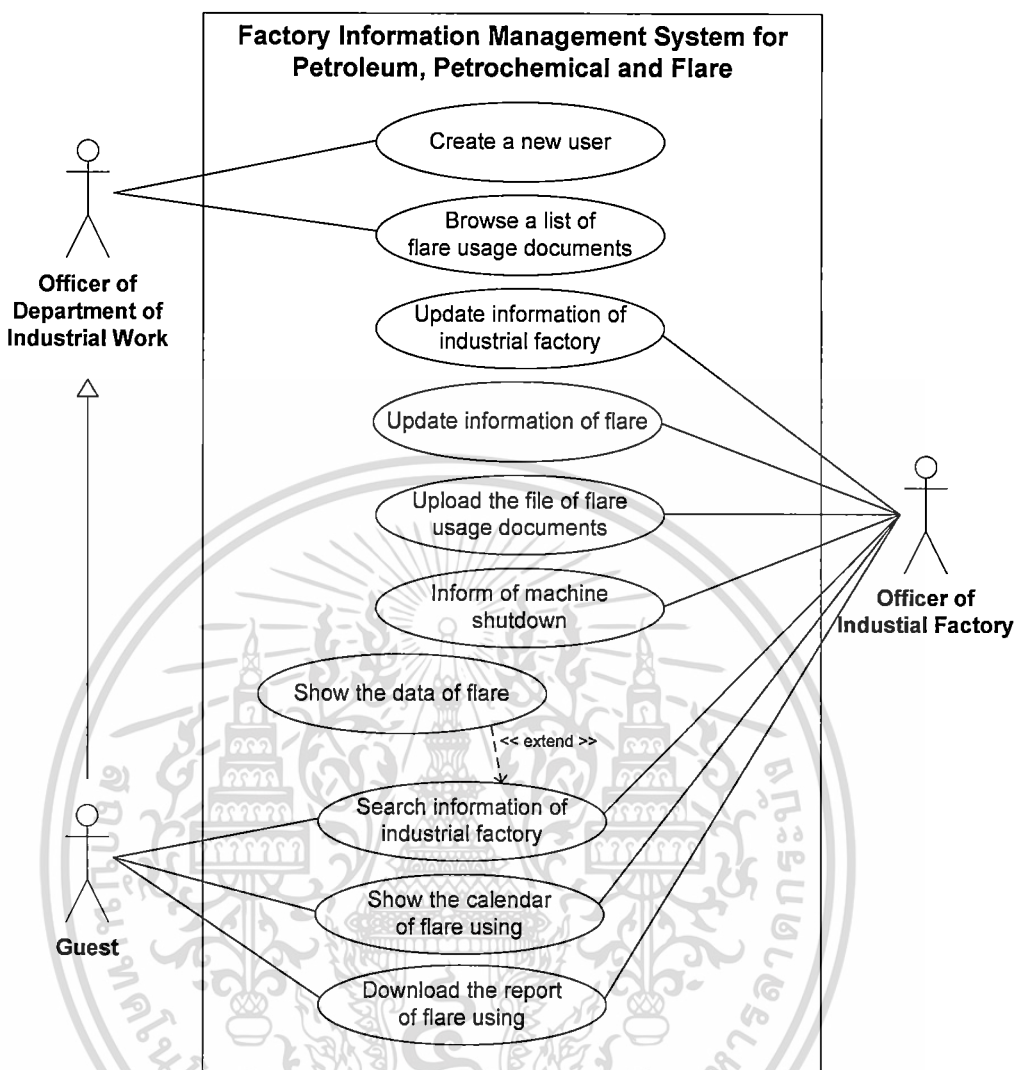 Factory Information Management System for
Petroleum, Petrochemical and Flare
Create a new user
Browse a list of
flare usage documents
Officer of
Department of
Industrial Work
Update information of
industrial factory
Update information of flare
Upload the file of flare
usage documents
Inform of machine
shutdown
Officer of
Industial Factory
Show the data of flare
<< extend >>
Search information of
industrial factory
Show the calendar
of flare using
Guest
Download the report
of flare using